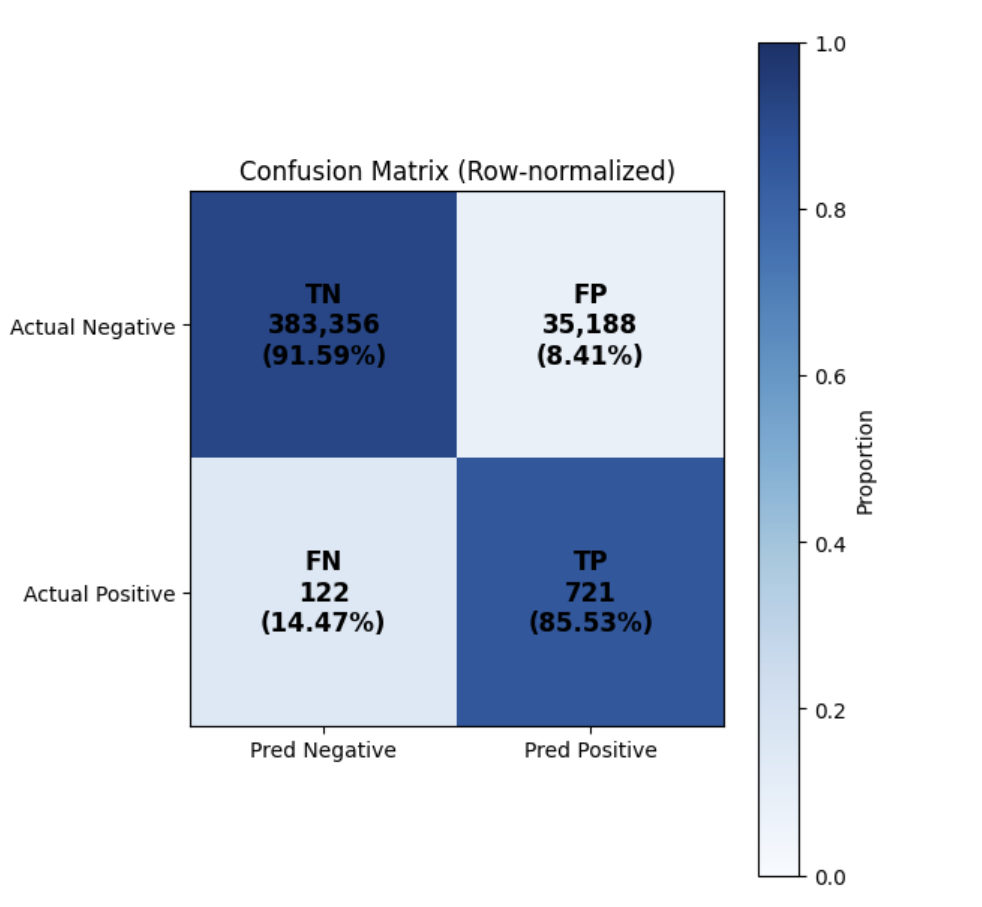 Confusion Matrix (Row-normalized)
Actual Negative
TN
383,356
(91.59%)
FP
35,188
(8.41%)
Actual Positive
FN
122
(14.47%)
TP
721
(85.53%)
Pred Negative
Pred Positive
1.0
0.8
0.6
0.4
0.2
0.0
Proportion